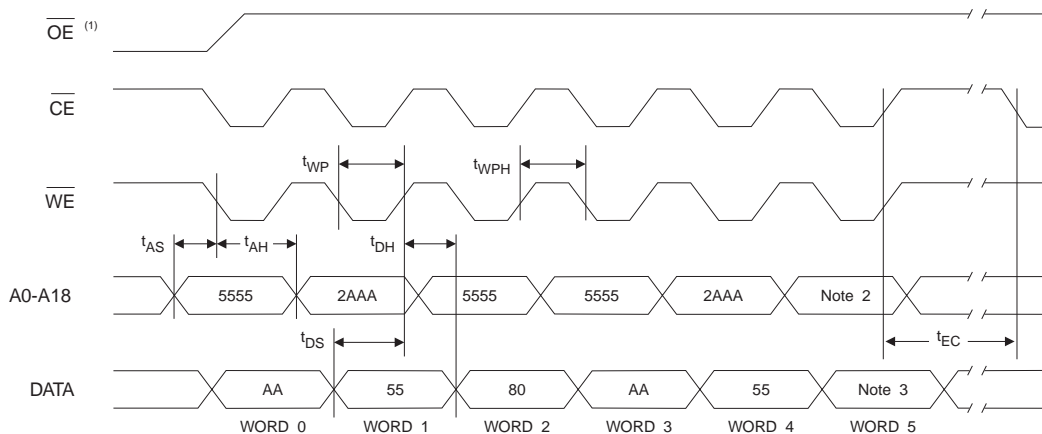 OE (1)
CE
tWP
tWPH
WE
tAS
tAH
tDH
A0-A18
5555
2AAA
5555
5555
2AAA
Note 2
tDS
tEC
DATA
AA
55
80
AA
55
Note 3
WORD 0
WORD 1
WORD 2
WORD 3
WORD 4
WORD 5